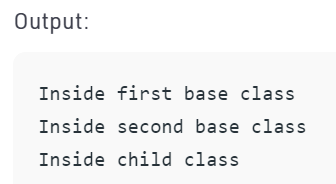 Output:
Inside first base class
Inside second base class
Inside child class